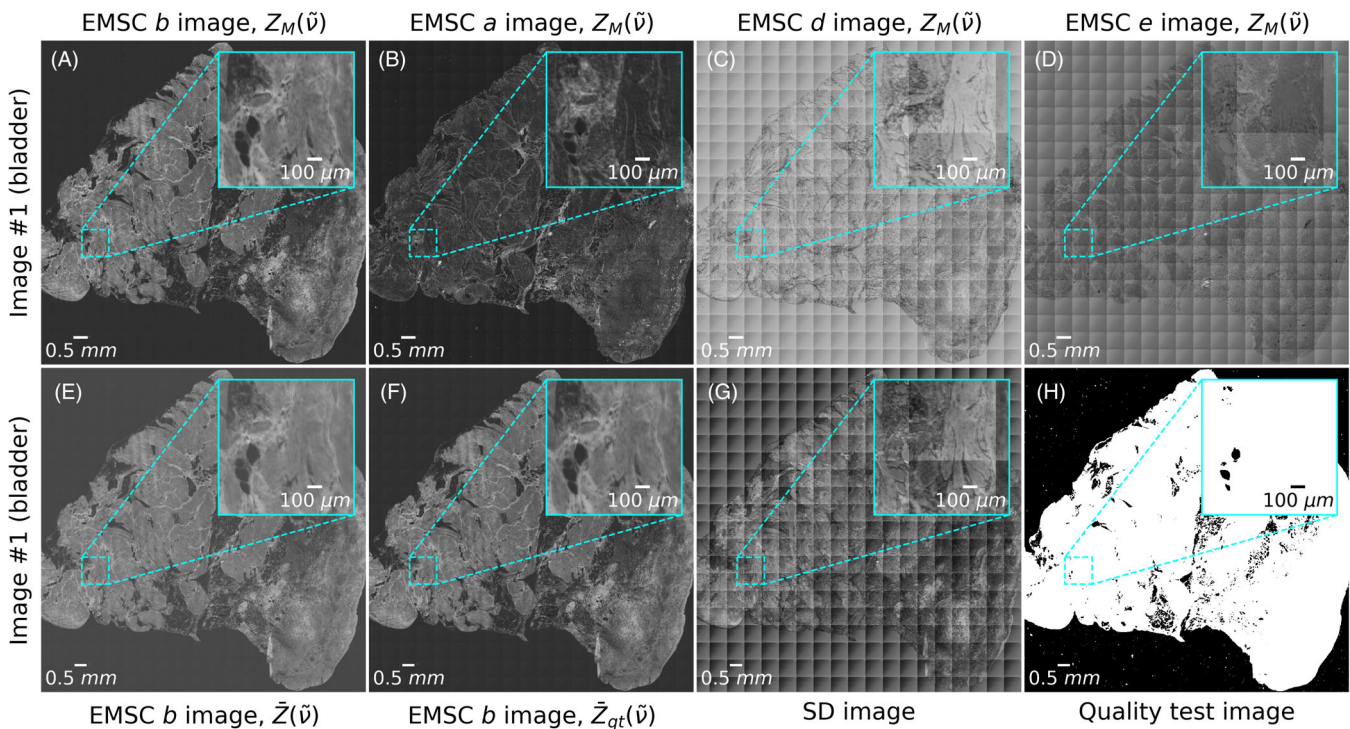 EMSC b image, Z_M(ν̃)
EMSC a image, Z_M(ν̃)
EMSC d image, Z_M(ν̃)
EMSC e image, Z_M(ν̃)
Image #1 (bladder)
(A)
100 μm
0.5 mm
(B)
100 μm
0.5 mm
(C)
100 μm
0.5 mm
(D)
100 μm
0.5 mm
Image #1 (bladder)
(E)
100 μm
0.5 mm
(F)
100 μm
0.5 mm
(G)
100 μm
0.5 mm
(H)
100 μm
0.5 mm
EMSC b image, Z̄(ν̃)
EMSC b image, Z̄_qt(ν̃)
SD image
Quality test image